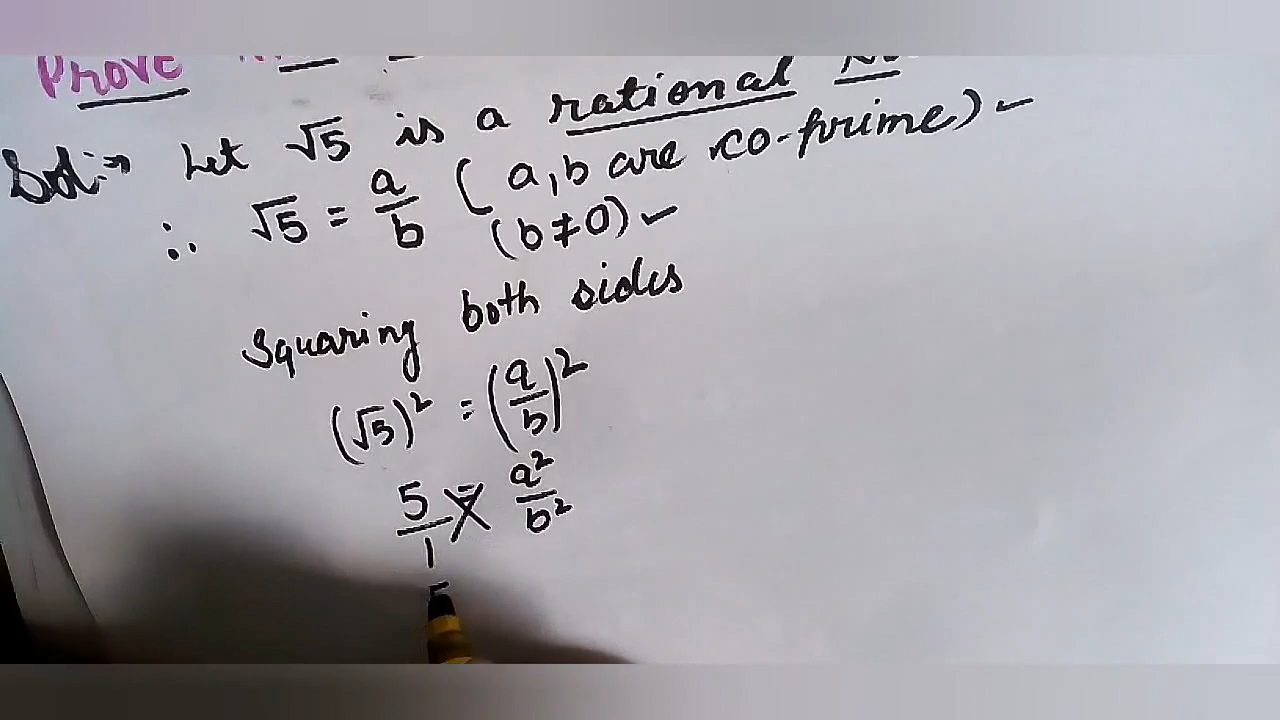 Prove
Sol:→ Let √5 is a rational
∴ √5 = a/b (a, b are co-prime) ✓
(b ≠ 0) ✓
Squaring both sides
(√5)² = (a/b)²
5/1 = a²/b²